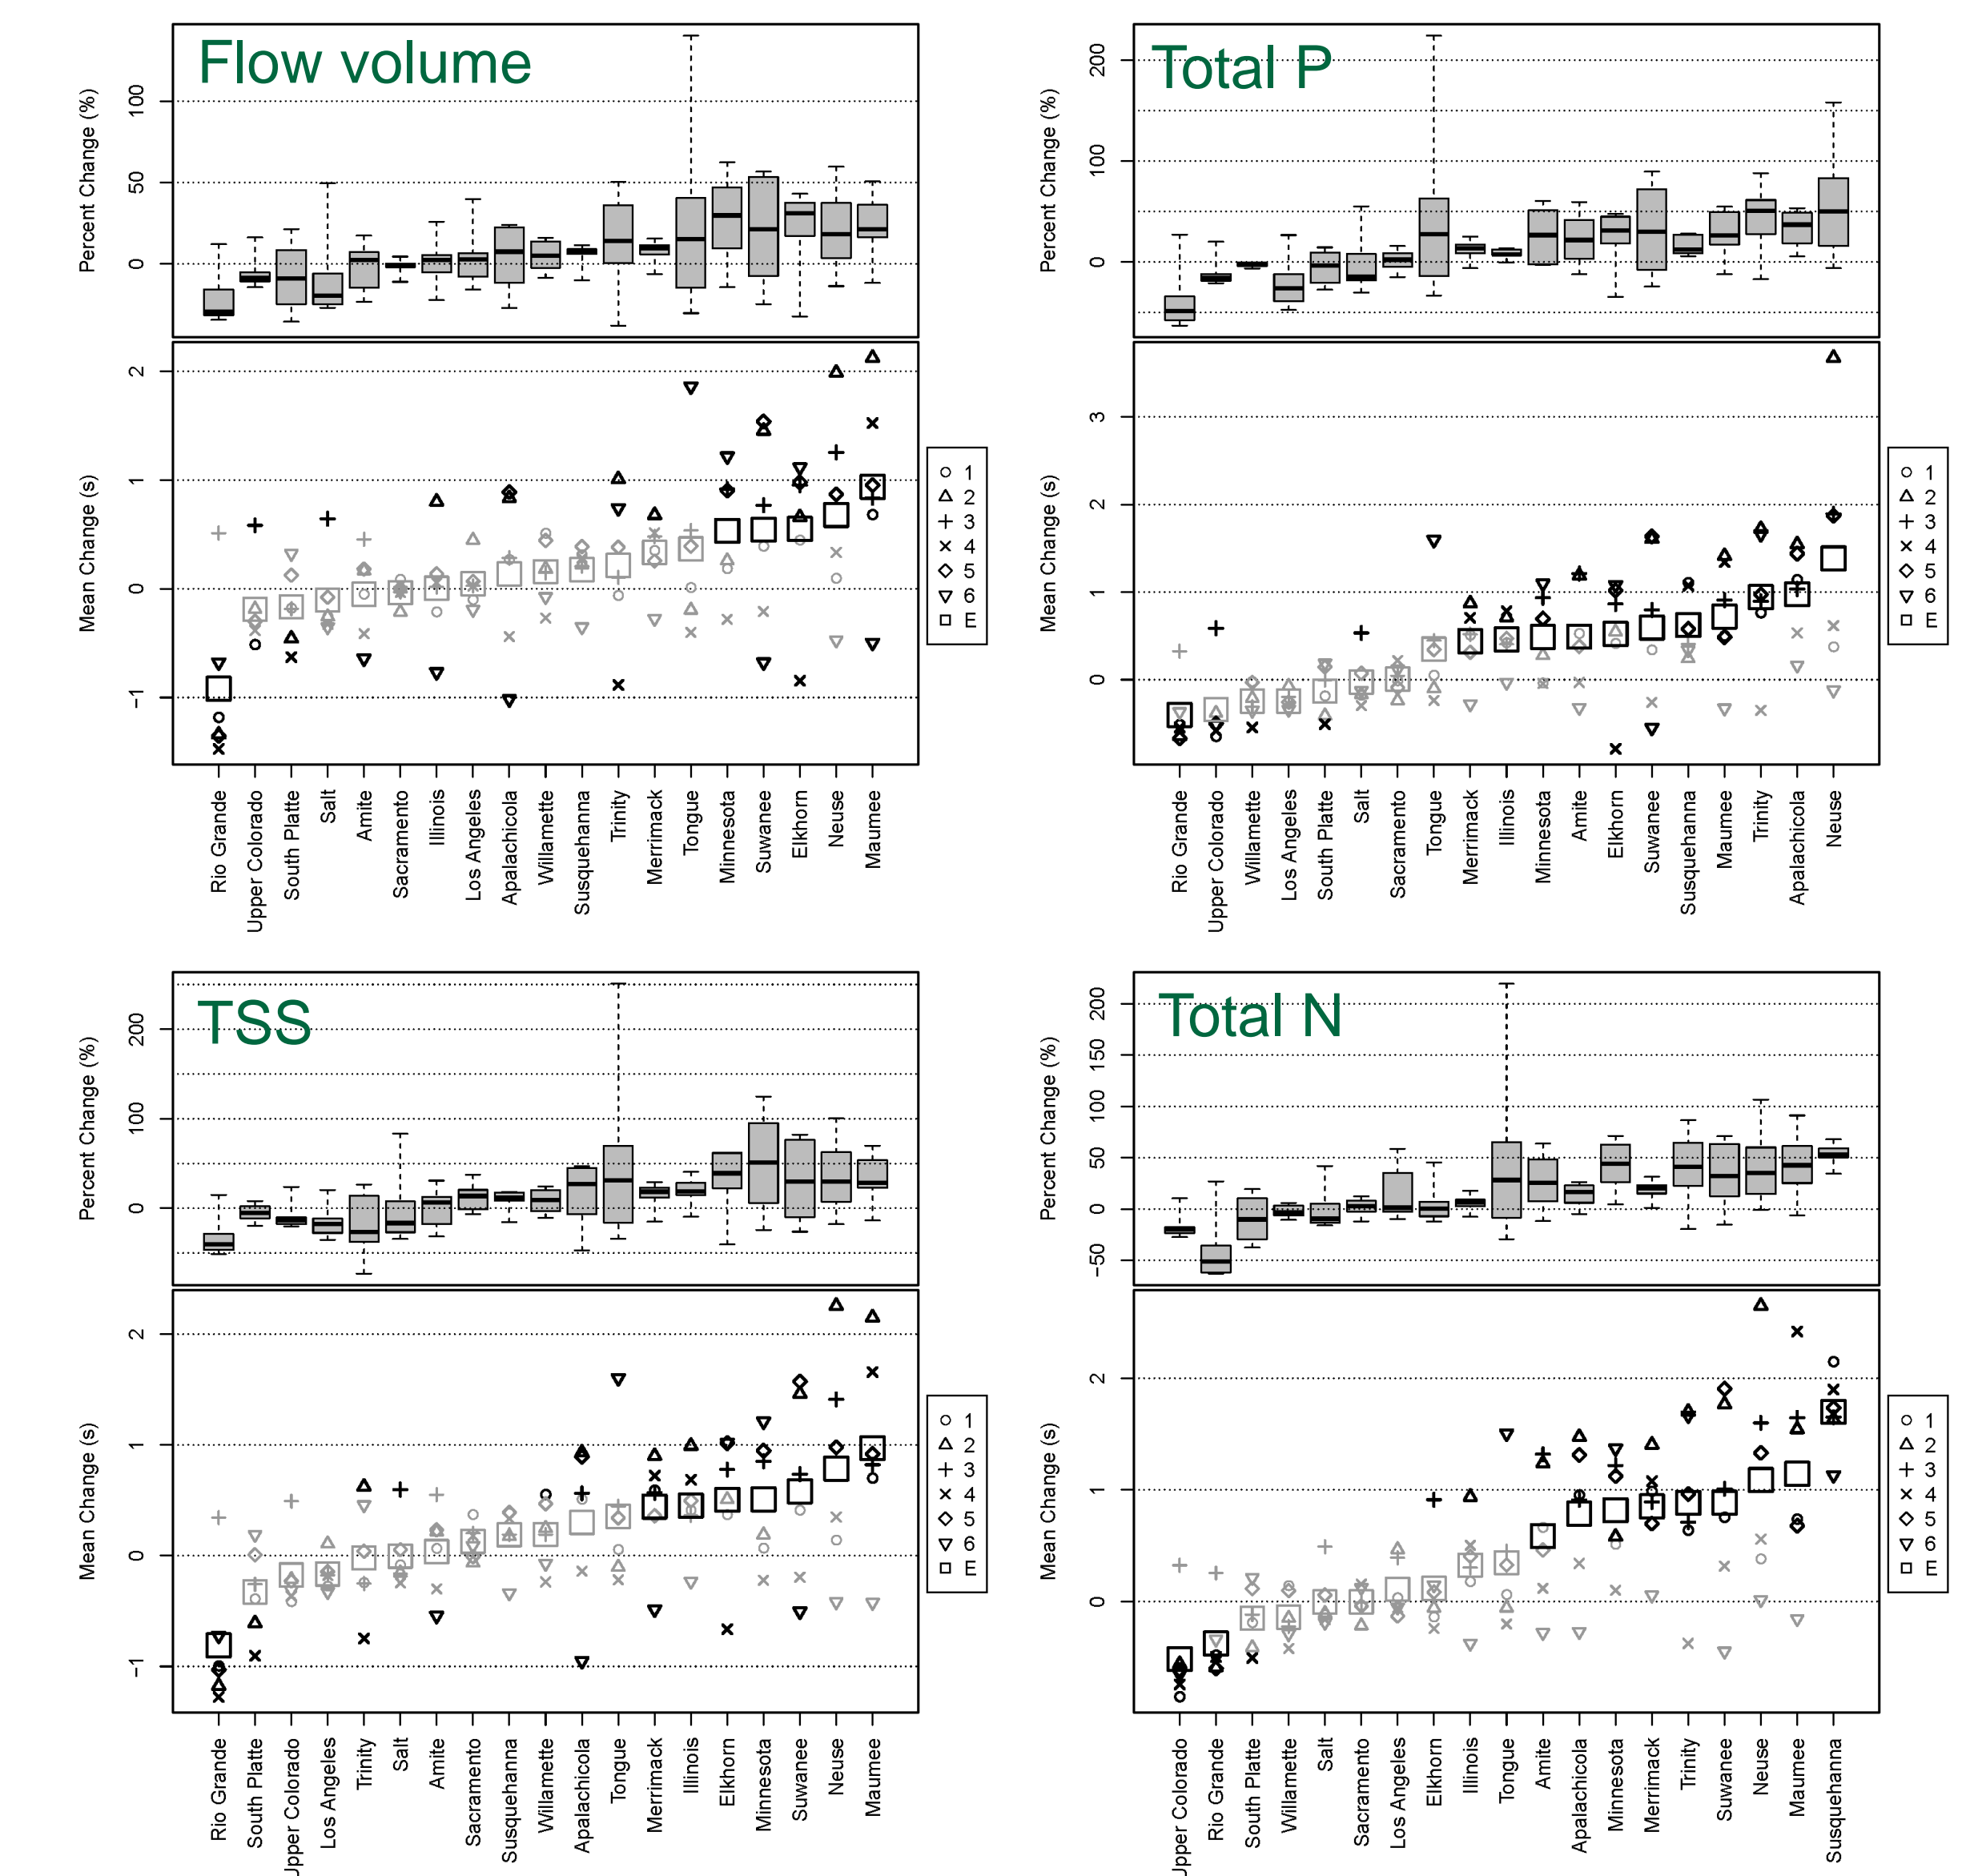 Flow volume
Percent Change (%)
100
50
0
Mean Change (s)
2
1
0
−1
Rio Grande
Upper Colorado
South Platte
Salt
Amite
Sacramento
Illinois
Los Angeles
Apalachicola
Willamette
Susquehanna
Trinity
Merrimack
Tongue
Minnesota
Suwanee
Elkhorn
Neuse
Maumee
1
2
3
4
5
6
E
Total P
Percent Change (%)
200
100
0
Mean Change (s)
3
2
1
0
Rio Grande
Upper Colorado
Willamette
Los Angeles
South Platte
Salt
Sacramento
Tongue
Merrimack
Illinois
Minnesota
Amite
Elkhorn
Suwanee
Susquehanna
Maumee
Trinity
Apalachicola
Neuse
1
2
3
4
5
6
E
TSS
Percent Change (%)
200
100
0
Mean Change (s)
2
1
0
−1
Rio Grande
South Platte
Upper Colorado
Los Angeles
Trinity
Salt
Amite
Sacramento
Susquehanna
Willamette
Apalachicola
Tongue
Merrimack
Illinois
Elkhorn
Minnesota
Suwanee
Neuse
Maumee
1
2
3
4
5
6
E
Total N
Percent Change (%)
200
150
100
50
0
−50
Mean Change (s)
2
1
0
Upper Colorado
Rio Grande
South Platte
Willamette
Salt
Sacramento
Los Angeles
Elkhorn
Illinois
Tongue
Amite
Apalachicola
Minnesota
Merrimack
Trinity
Suwanee
Neuse
Maumee
Susquehanna
1
2
3
4
5
6
E